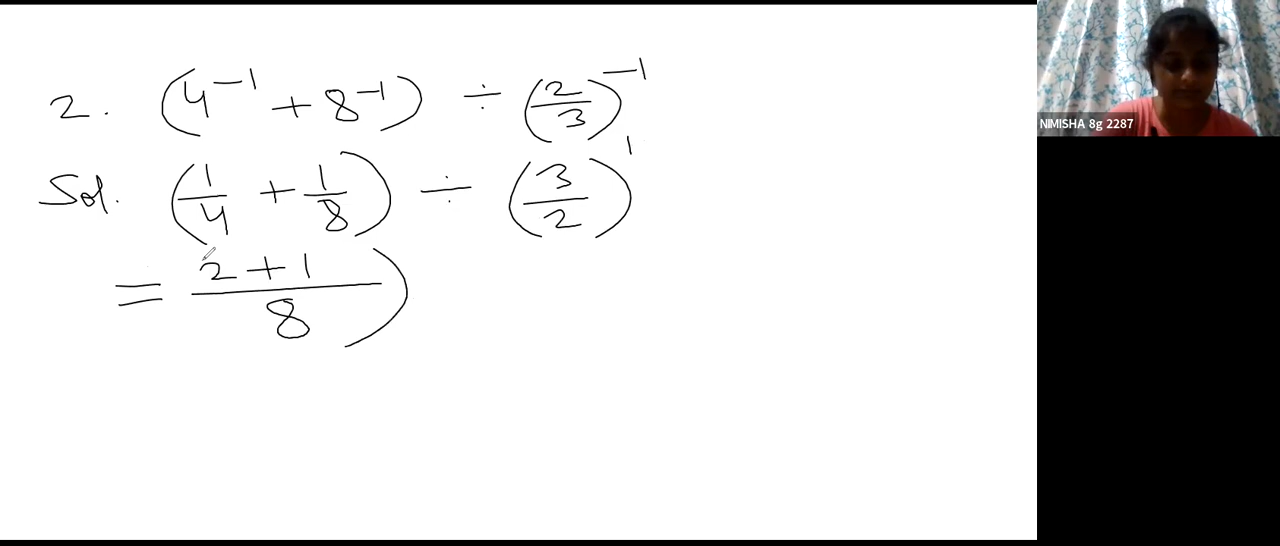 2. (4⁻¹ + 8⁻¹) ÷ (2/3)⁻¹
Sol. (1/4 + 1/8) ÷ (3/2)¹
= 2 + 1/8)
NIMISHA 8g 2287